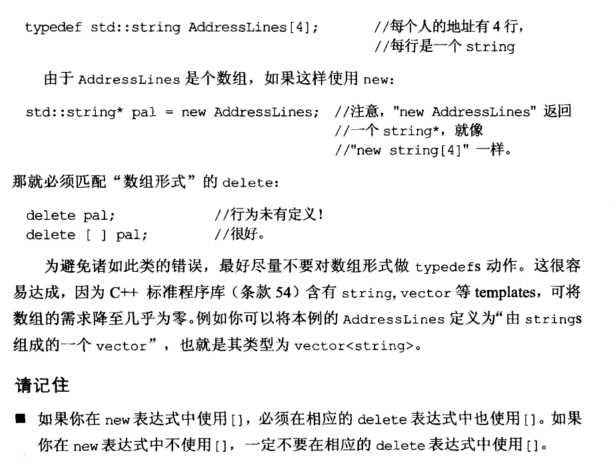 typedef std::string AddressLines[4]; //每个人的地址有 4 行,
//每行是一个 string
由于 AddressLines 是个数组，如果这样使用 new：
std::string* pal = new AddressLines; //注意，"new AddressLines" 返回
//一个 string*，就像
//"new string[4]" 一样。
那就必须匹配“数组形式”的 delete：
delete pal; //行为未有定义！
delete [ ] pal; //很好。
为避免诸如此类的错误，最好尽量不要对数组形式做 typedefs 动作。这很容
易达成，因为 C++ 标准程序库（条款 54）含有 string, vector 等 templates，可将
数组的需求降至几乎为零。例如你可以将本例的 AddressLines 定义为“由 strings
组成的一个 vector”，也就是其类型为 vector<string>。
请记住
■ 如果你在 new 表达式中使用 []，必须在相应的 delete 表达式中也使用 []。如果
你在 new 表达式中不使用 []，一定不要在相应的 delete 表达式中使用 []。